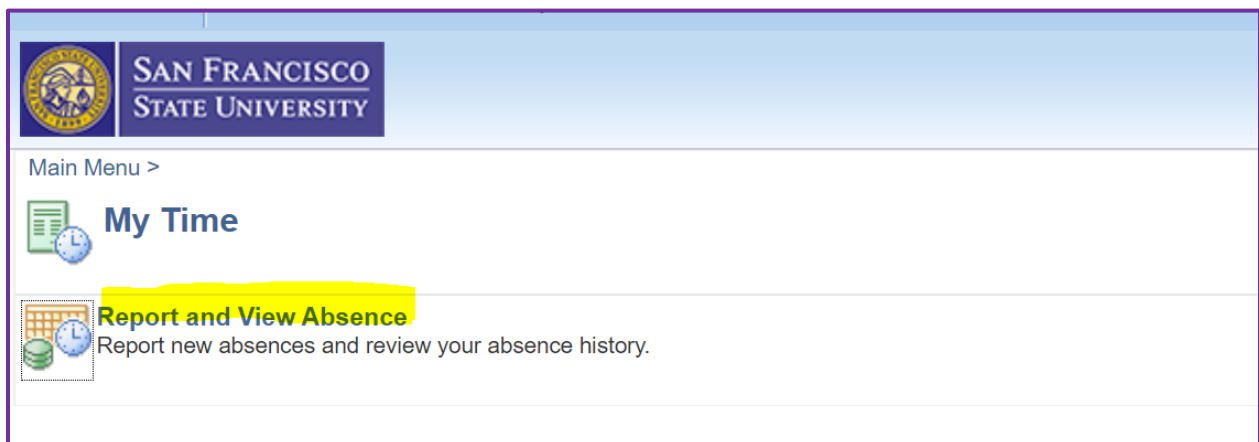 SAN FRANCISCO
STATE UNIVERSITY
Main Menu >
My Time
Report and View Absence
Report new absences and review your absence history.